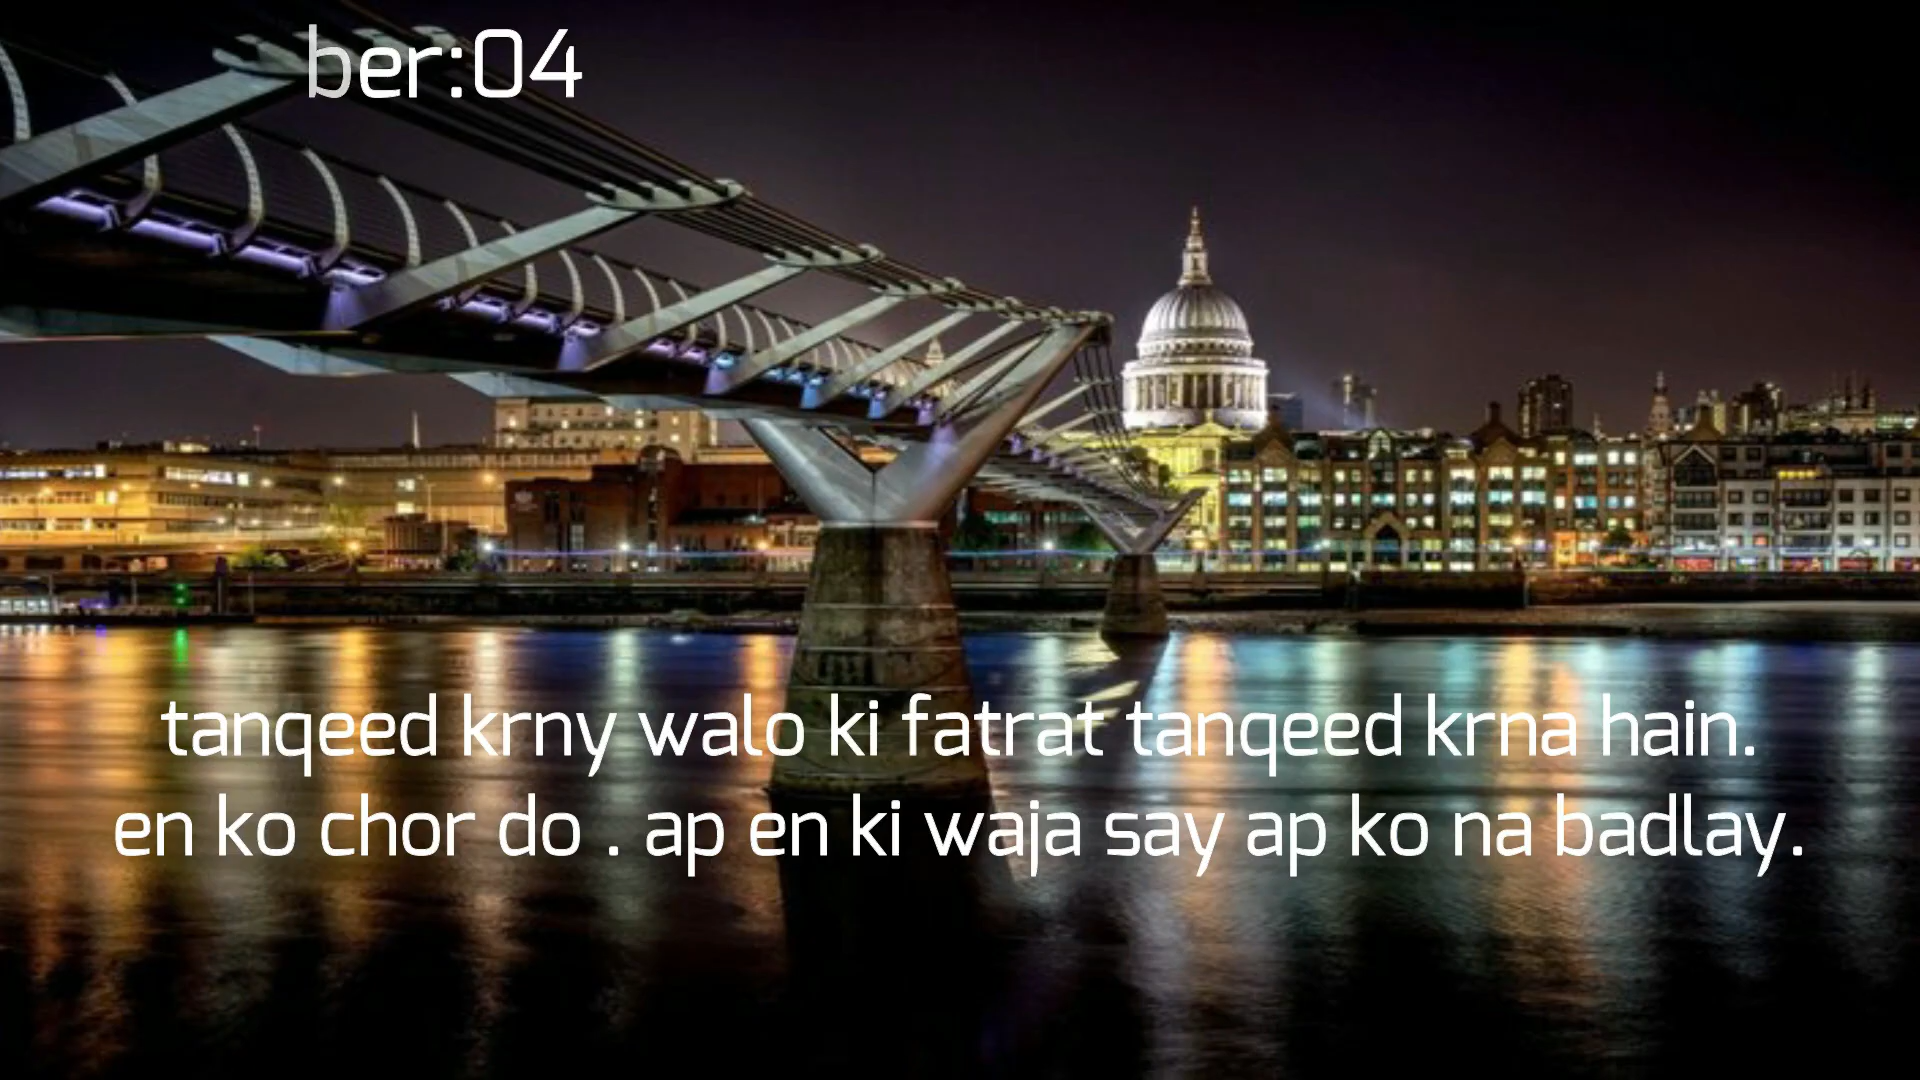 ber:04
tanqeed krny walo ki fatrat tanqeed krna hain.
en ko chor do . ap en ki waja say ap ko na badlay.